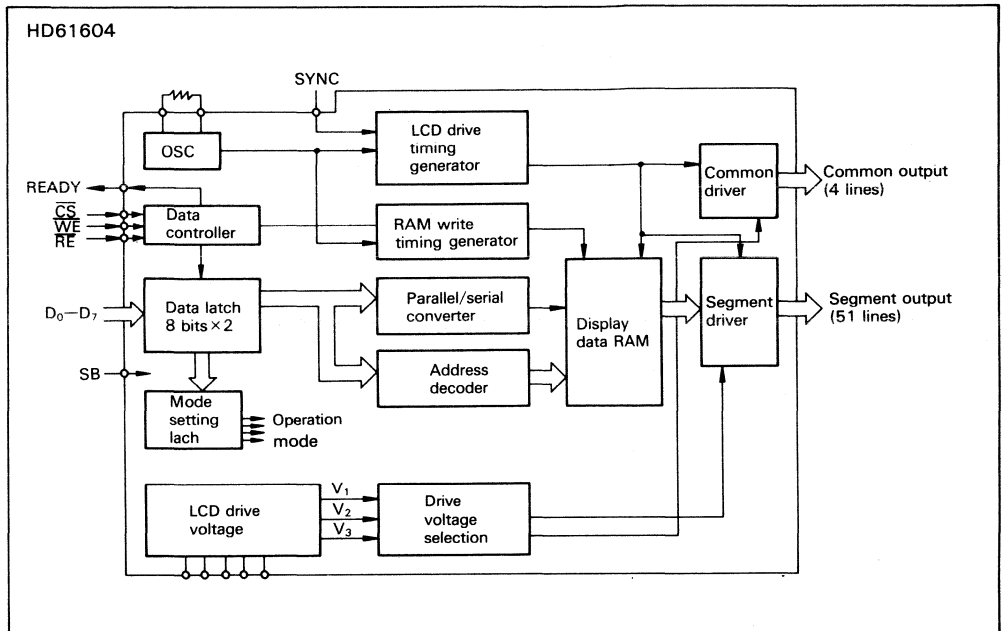 HD61604
SYNC
OSC
LCD drive
timing
generator
READY
CS
WE
RE
Data
controller
RAM write
timing generator
Common
driver
Common output
(4 lines)
D₀—D₇
Data latch
8 bits × 2
Parallel/serial
converter
Display
data RAM
Segment
driver
Segment output
(51 lines)
SB
Address
decoder
Mode
setting
lach
Operation
mode
LCD drive
voltage
V₁
V₂
V₃
Drive
voltage
selection